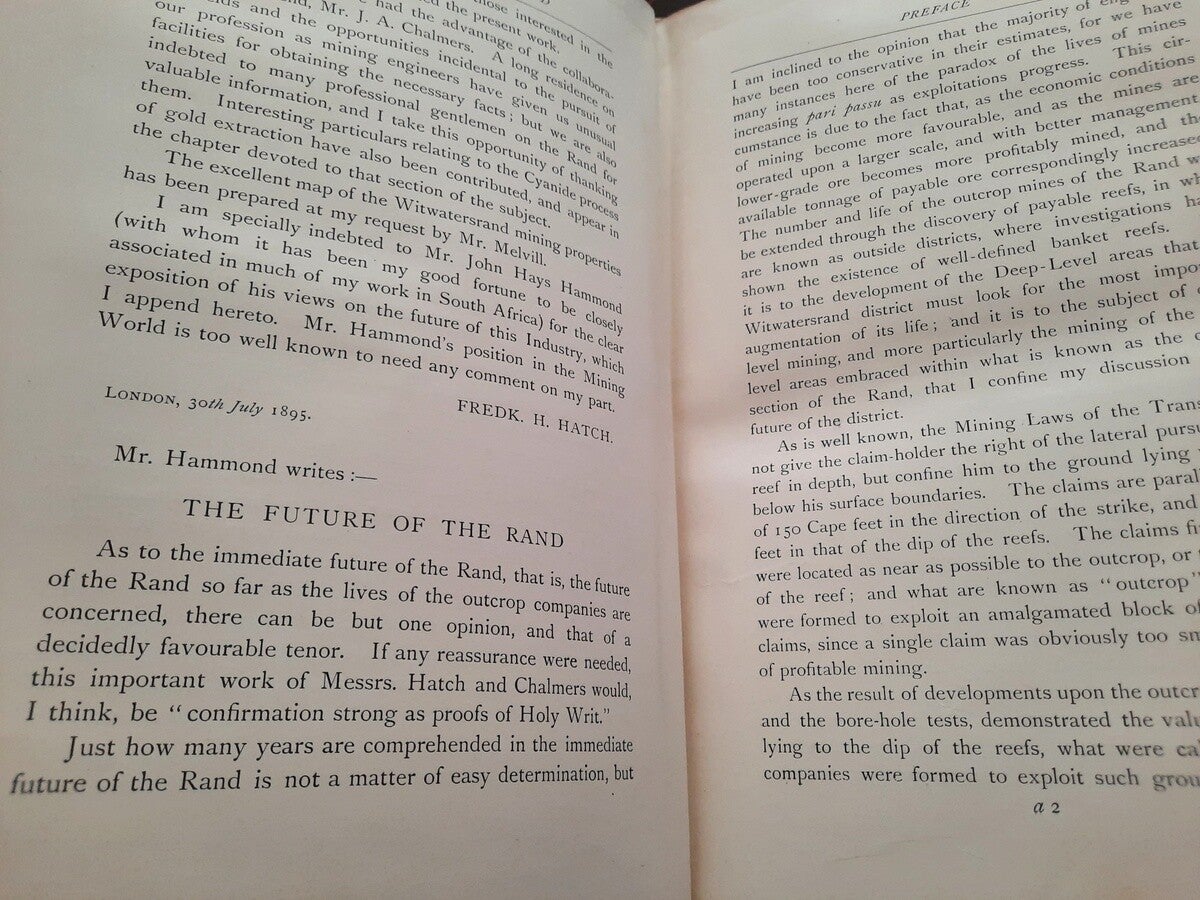 those interested in the
the present work.
had the advantage of the collabora-
Mr. J. A. Chalmers. A long residence on
and the opportunities incidental to the pursuit of
our profession as mining engineers have given us unusual
facilities for obtaining the necessary facts; but we are also
indebted to many professional gentlemen on the Rand for
valuable information, and I take this opportunity of thanking
them. Interesting particulars relating to the Cyanide process
of gold extraction have also been contributed, and appear in
the chapter devoted to that section of the subject.
The excellent map of the Witwatersrand mining properties
has been prepared at my request by Mr. Melvill.
I am specially indebted to Mr. John Hays Hammond
(with whom it has been my good fortune to be closely
associated in much of my work in South Africa) for the clear
exposition of his views on the future of this Industry, which
I append hereto. Mr. Hammond's position in the Mining
World is too well known to need any comment on my part.
FREDK. H. HATCH.
LONDON, 30th July 1895.
Mr. Hammond writes:—
THE FUTURE OF THE RAND
As to the immediate future of the Rand, that is, the future
of the Rand so far as the lives of the outcrop companies are
concerned, there can be but one opinion, and that of a
decidedly favourable tenor. If any reassurance were needed,
this important work of Messrs. Hatch and Chalmers would,
I think, be "confirmation strong as proofs of Holy Writ."
Just how many years are comprehended in the immediate
future of the Rand is not a matter of easy determination, but
PREFACE
I am inclined to the opinion that the majority of
have been too conservative in their estimates, for we have
many instances here of the paradox of the lives of mines
increasing pari passu as exploitations progress. This cir-
cumstance is due to the fact that, as the economic conditions
of mining become more favourable, and as the mines are
operated upon a larger scale, and with better management
lower-grade ore becomes more profitably mined, and the
available tonnage of payable ore correspondingly increased
The number and life of the outcrop mines of the Rand
be extended through the discovery of payable reefs, in
are known as outside districts, where investigations
shown the existence of well-defined banket reefs.
it is to the development of the Deep-Level areas that
Witwatersrand district must look for the most
augmentation of its life; and it is to the subject of
level mining, and more particularly the mining of the
level areas embraced within what is known as the
section of the Rand, that I confine my discussion
future of the district.
As is well known, the Mining Laws of the
not give the claim-holder the right of the lateral
reef in depth, but confine him to the ground lying
below his surface boundaries. The claims are
of 150 Cape feet in the direction of the strike, and
feet in that of the dip of the reefs. The claims
were located as near as possible to the outcrop, or
of the reef; and what are known as "outcrop"
were formed to exploit an amalgamated block of
claims, since a single claim was obviously too
of profitable mining.
As the result of developments upon the
and the bore-hole tests, demonstrated the
lying to the dip of the reefs, what were
companies were formed to exploit such
a 2